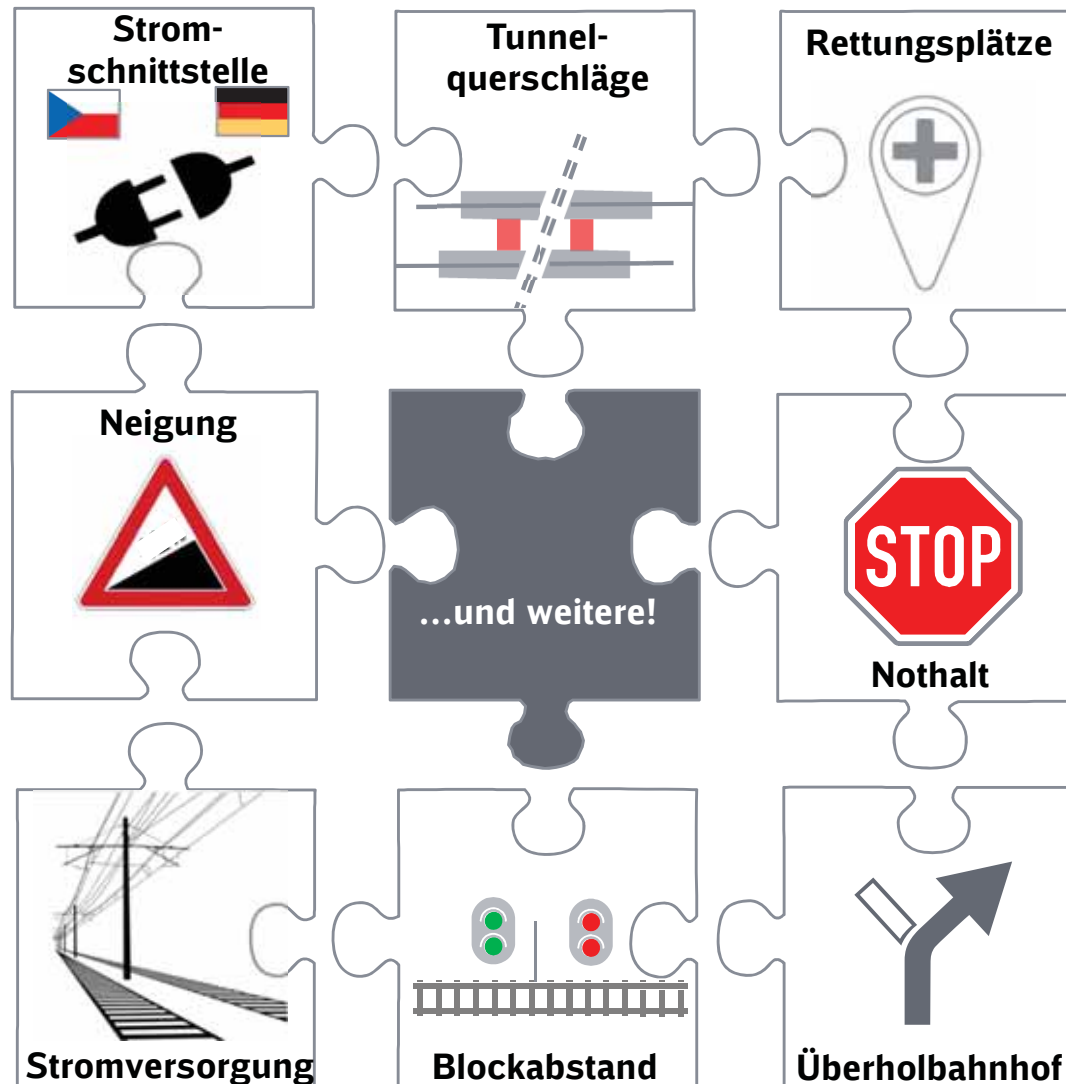 Strom-
schnittstelle
Tunnel-
querschläge
Rettungsplätze
Neigung
...und weitere!
STOP
Nothalt
Stromversorgung
Blockabstand
Überholbahnhof